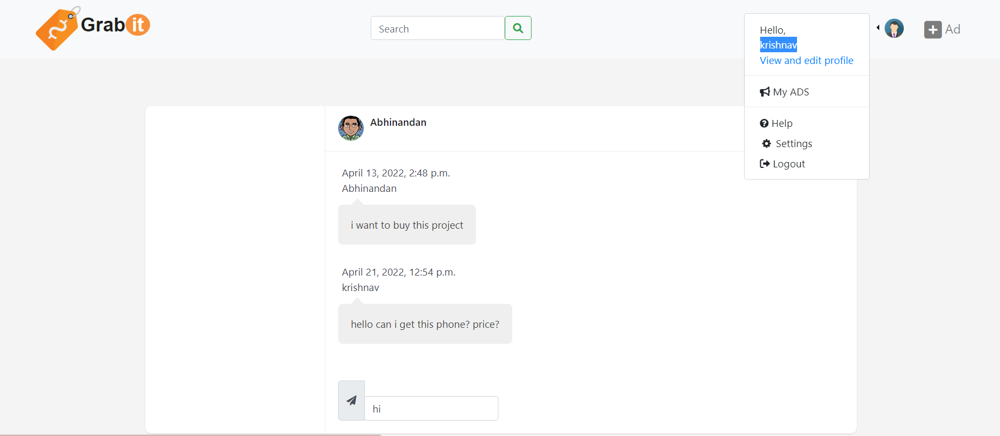 Grab it
Search
Hello,
krishnav
View and edit profile
My ADS
Help
Settings
Logout
Ad
Abhinandan
April 13, 2022, 2:48 p.m.
Abhinandan
i want to buy this project
April 21, 2022, 12:54 p.m.
krishnav
hello can i get this phone? price?
hi